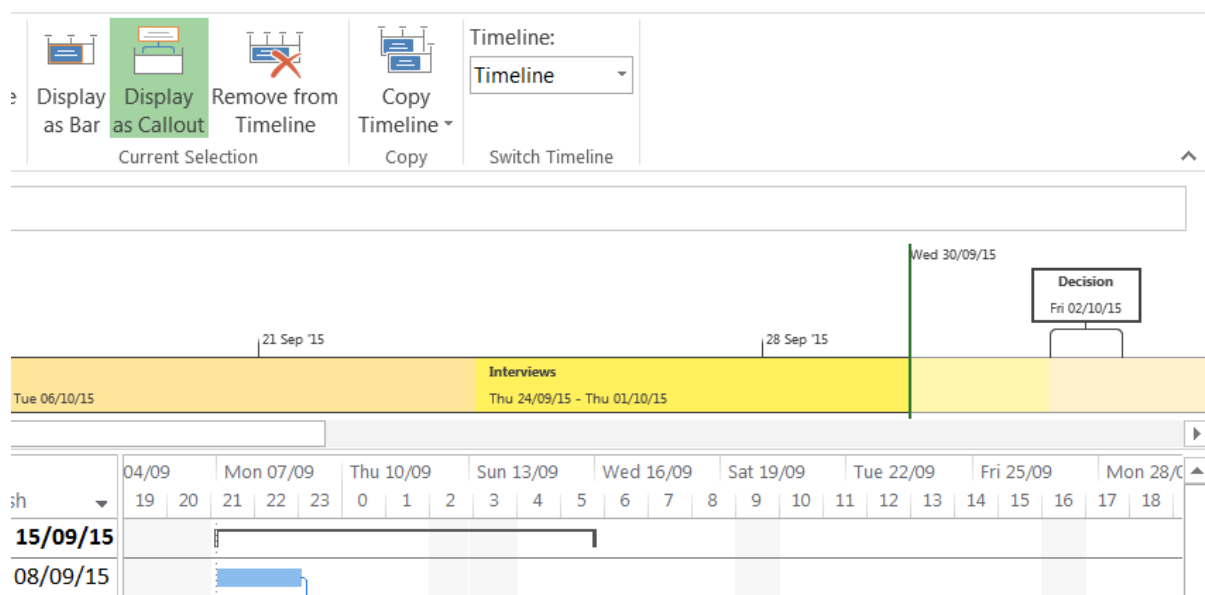 Timeline:
Timeline
e Display Display Remove from Copy
as Bar as Callout Timeline Timeline
Current Selection Copy Switch Timeline
Wed 30/09/15
Decision
Fri 02/10/15
21 Sep '15 28 Sep '15
Interviews
Tue 06/10/15 Thu 24/09/15 - Thu 01/10/15
04/09 Mon 07/09 Thu 10/09 Sun 13/09 Wed 16/09 Sat 19/09 Tue 22/09 Fri 25/09 Mon 28/0
sh 19 20 21 22 23 0 1 2 3 4 5 6 7 8 9 10 11 12 13 14 15 16 17 18
15/09/15
08/09/15